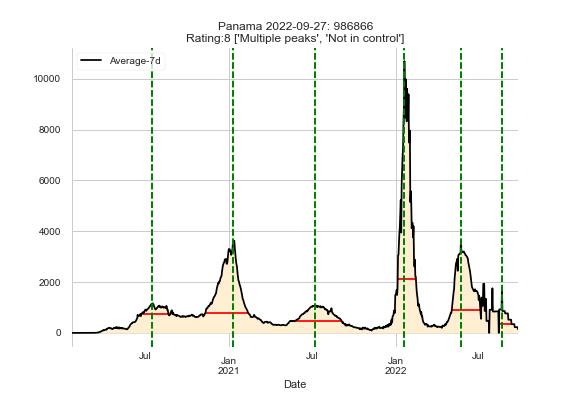 Panama 2022-09-27: 986866
Rating:8 ['Multiple peaks', 'Not in control']
Average-7d
10000
8000
6000
4000
2000
0
Jul
Jan
2021
Jul
Jan
2022
Jul
Date